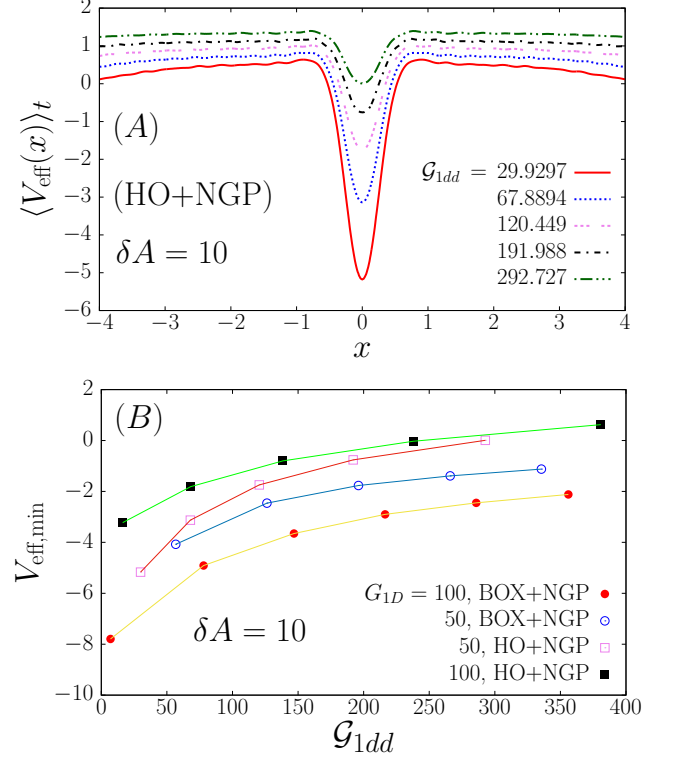 2
1
0
−1
−2
−3
−4
−5
−6
⟨V_eff(x)⟩_t
(A)
(HO+NGP)
δA = 10
𝒢_1dd = 29.9297
67.8894
120.449
191.988
292.727
−4 −3 −2 −1 0 1 2 3 4
x
2
0
−2
−4
−6
−8
−10
V_eff,min
(B)
δA = 10
G_1D = 100, BOX+NGP
50, BOX+NGP
50, HO+NGP
100, HO+NGP
0 50 100 150 200 250 300 350 400
𝒢_1dd